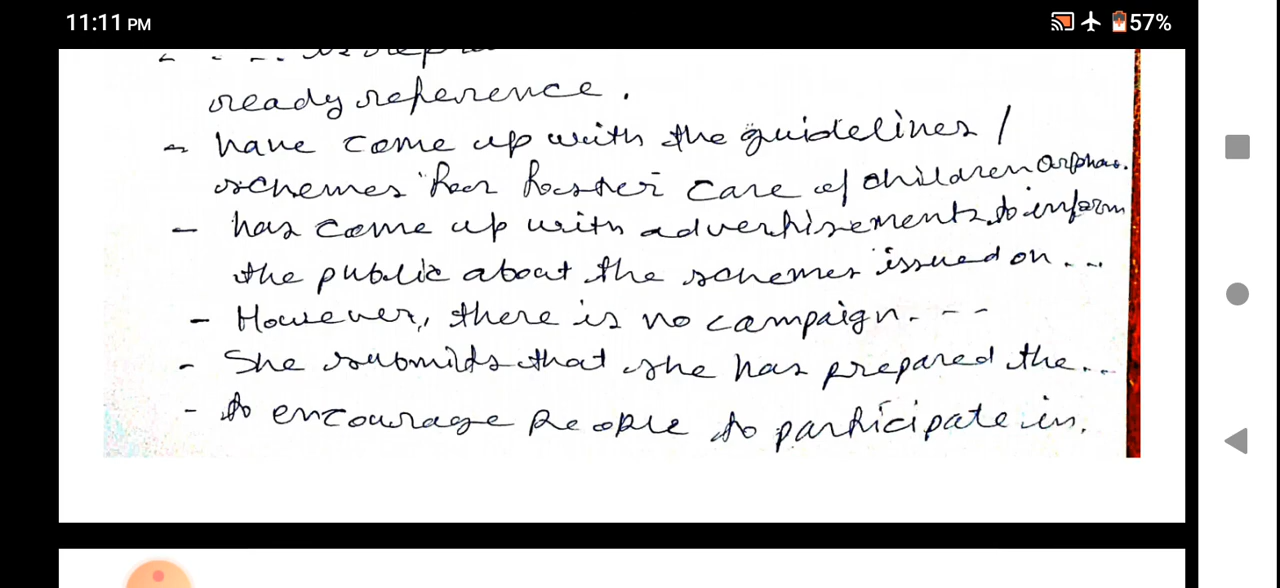 11:11 PM
57%
ready reference.
- have come up with the guidelines /
schemes for foster care of children orphas.
- has come up with advertisements to inform
the public about the schemes issued on...
- However, there is no campaign. - -
- She submits that she has prepared the...
- to encourage people to participate in.